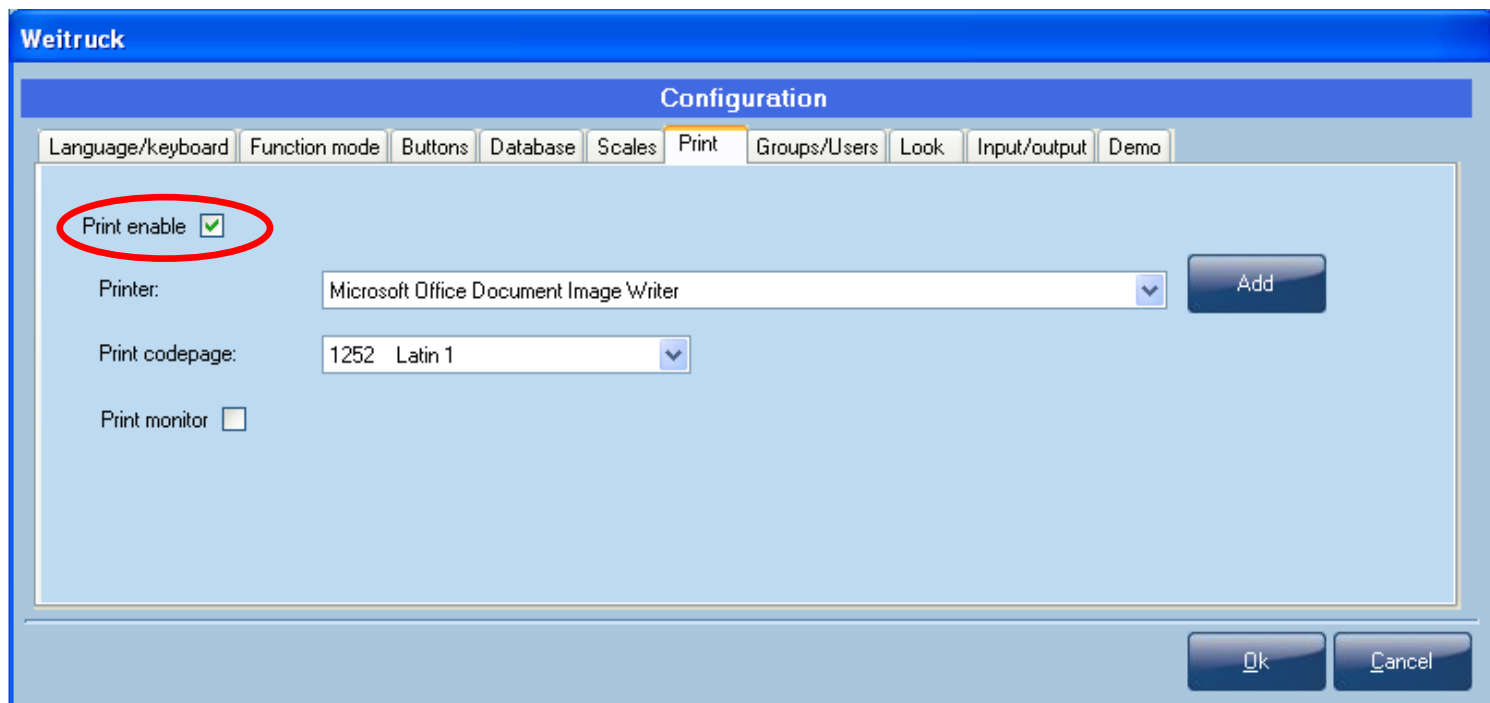 Weitruck
Configuration
Language/keyboard Function mode Buttons Database Scales Print Groups/Users Look Input/output Demo
Print enable
Printer: Microsoft Office Document Image Writer Add
Print codepage: 1252 Latin 1
Print monitor
Ok Cancel